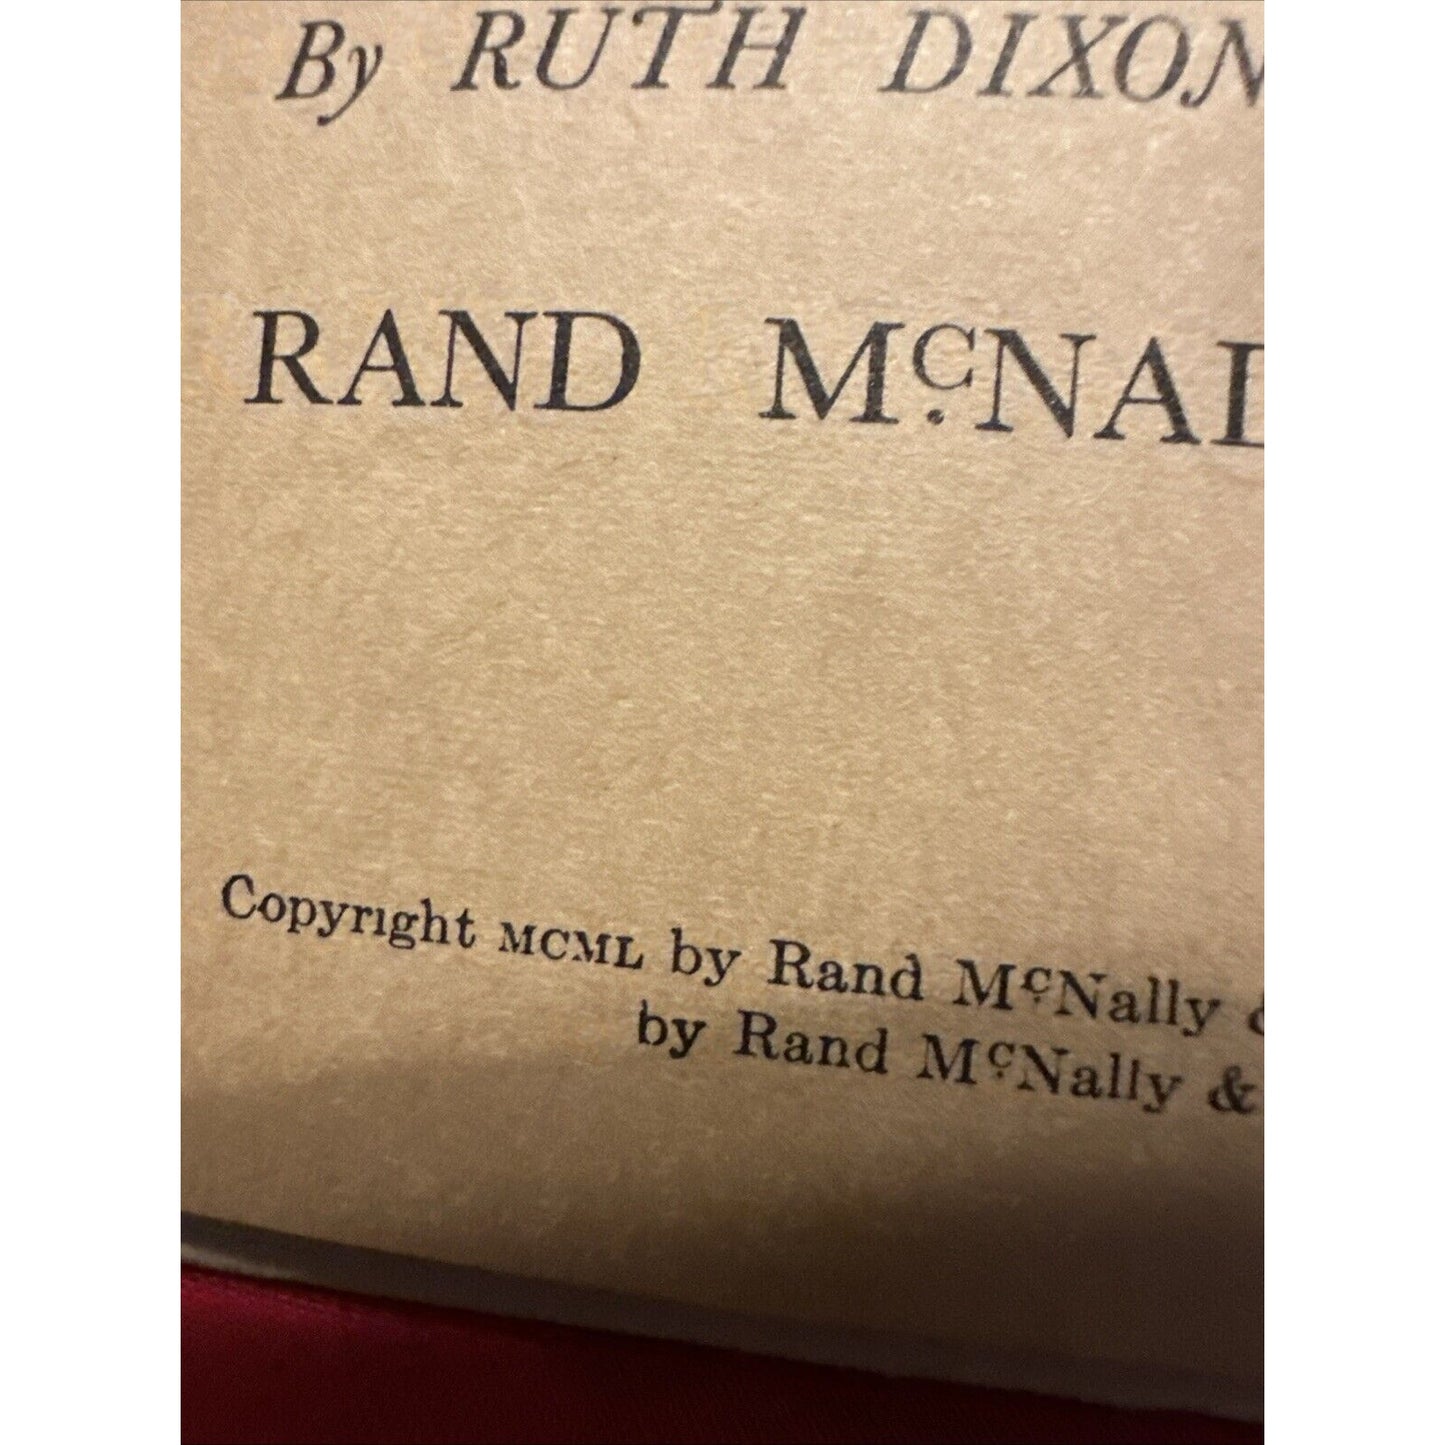 By RUTH DIXON
RAND McNAL
Copyright MCML by Rand McNally &
by Rand McNally &